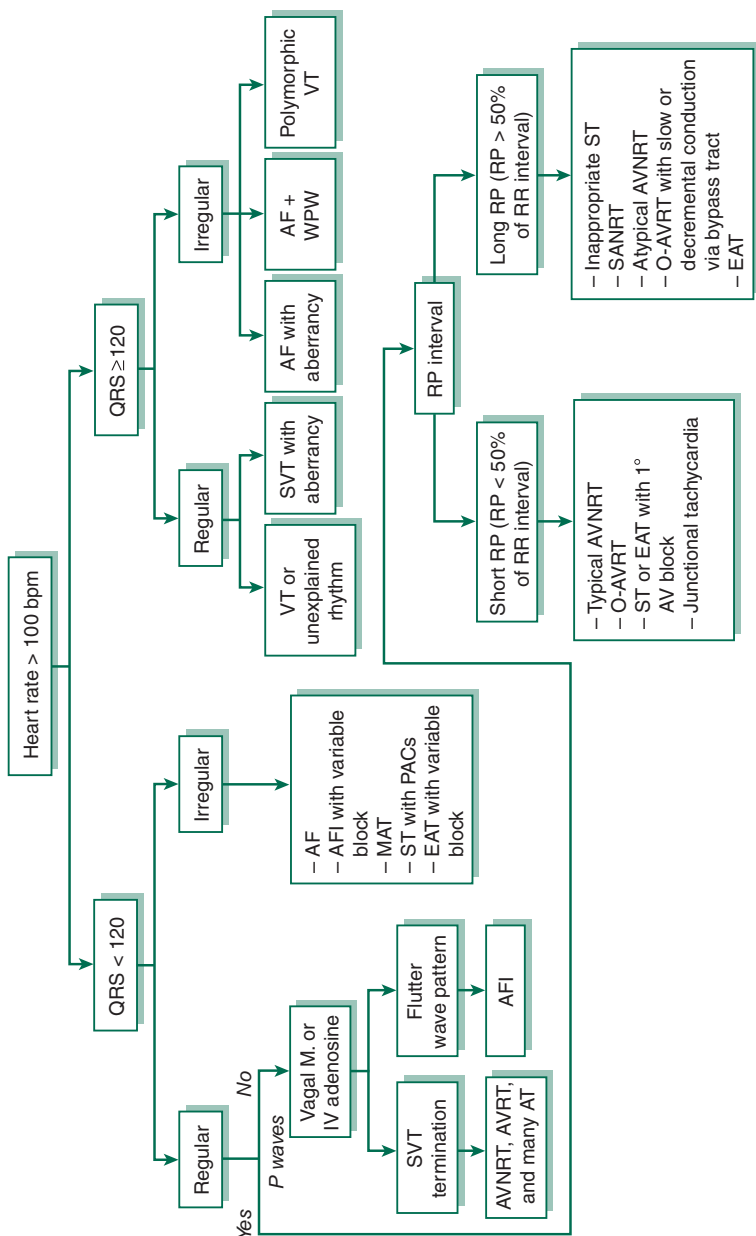 Heart rate > 100 bpm
QRS < 120
QRS ≥120
Regular
Irregular
Regular
Irregular
Yes
P waves
No
Vagal M. or
IV adenosine
SVT
termination
Flutter
wave pattern
AVNRT, AVRT,
and many AT
AFI
– AF
– AFI with variable
block
– MAT
– ST with PACs
– EAT with variable
block
VT or
unexplained
rhythm
SVT with
aberrancy
AF with
aberrancy
AF +
WPW
Polymorphic
VT
RP interval
Short RP (RP < 50%
of RR interval)
Long RP (RP > 50%
of RR interval)
– Typical AVNRT
– O-AVRT
– ST or EAT with 1°
AV block
– Junctional tachycardia
– Inappropriate ST
– SANRT
– Atypical AVNRT
– O-AVRT with slow or
decremental conduction
via bypass tract
– EAT